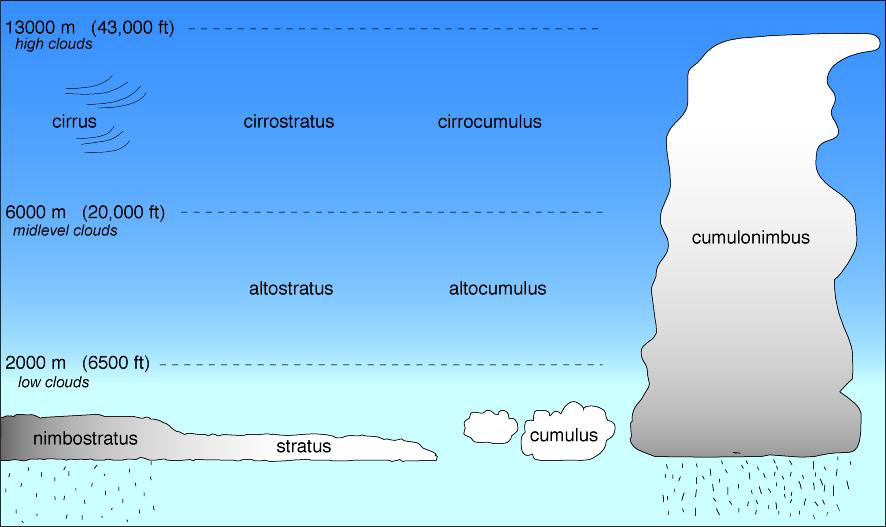 13000 m (43,000 ft)
high clouds
cirrus
cirrostratus
cirrocumulus
6000 m (20,000 ft)
midlevel clouds
cumulonimbus
altostratus
altocumulus
2000 m (6500 ft)
low clouds
nimbostratus
stratus
cumulus